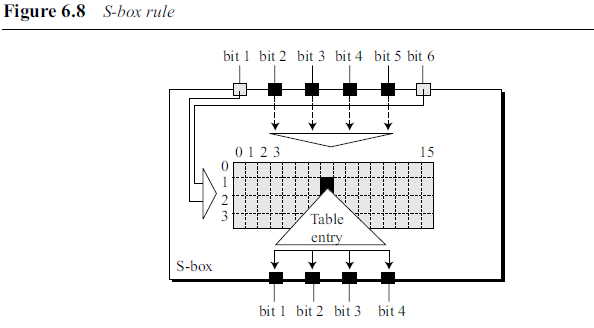 Figure 6.8 S-box rule
bit 1 bit 2 bit 3 bit 4 bit 5 bit 6
0 1 2 3 15
0
1
2
3
Table
entry
S-box
bit 1 bit 2 bit 3 bit 4